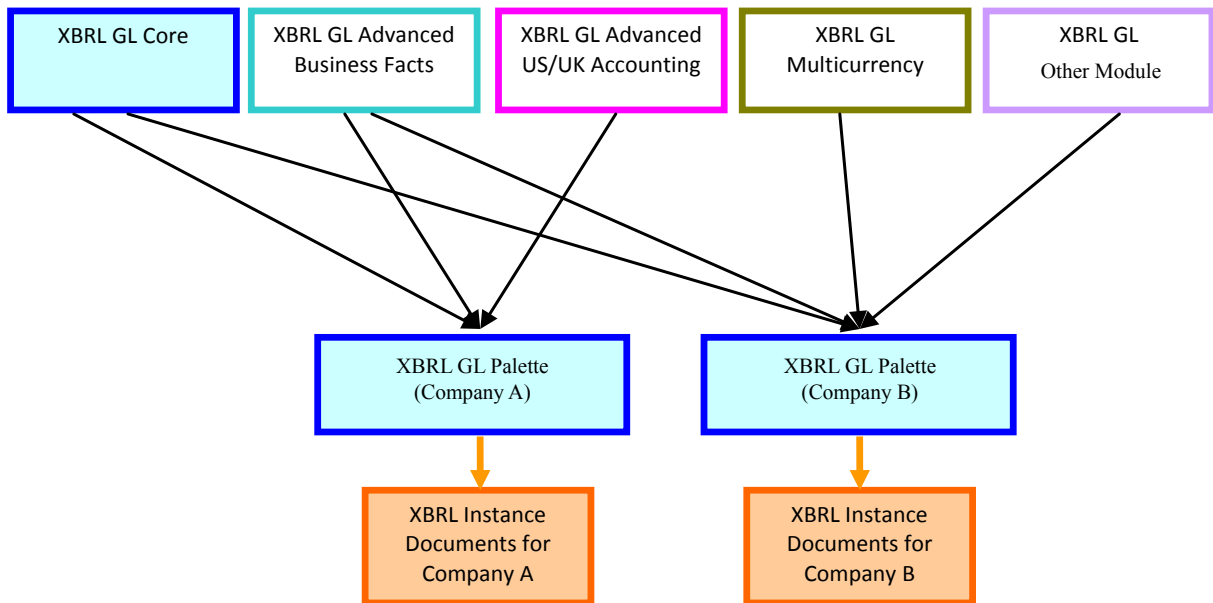 XBRL GL Core
XBRL GL Advanced
Business Facts
XBRL GL Advanced
US/UK Accounting
XBRL GL
Multicurrency
XBRL GL
Other Module
XBRL GL Palette
(Company A)
XBRL GL Palette
(Company B)
XBRL Instance
Documents for
Company A
XBRL Instance
Documents for
Company B